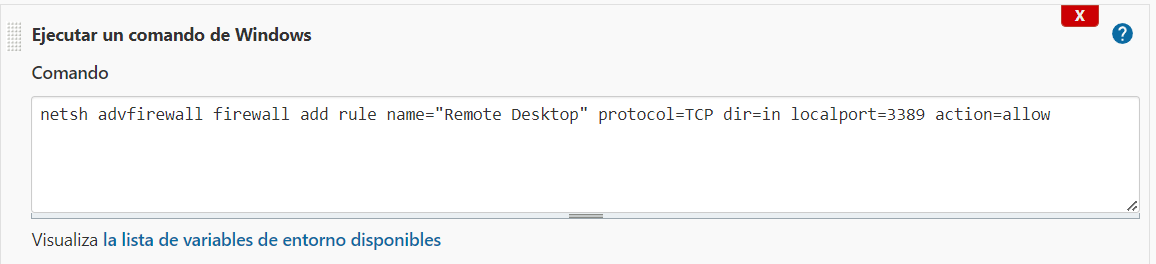 X
Ejecutar un comando de Windows
?
Comando
netsh advfirewall firewall add rule name="Remote Desktop" protocol=TCP dir=in localport=3389 action=allow
Visualiza la lista de variables de entorno disponibles